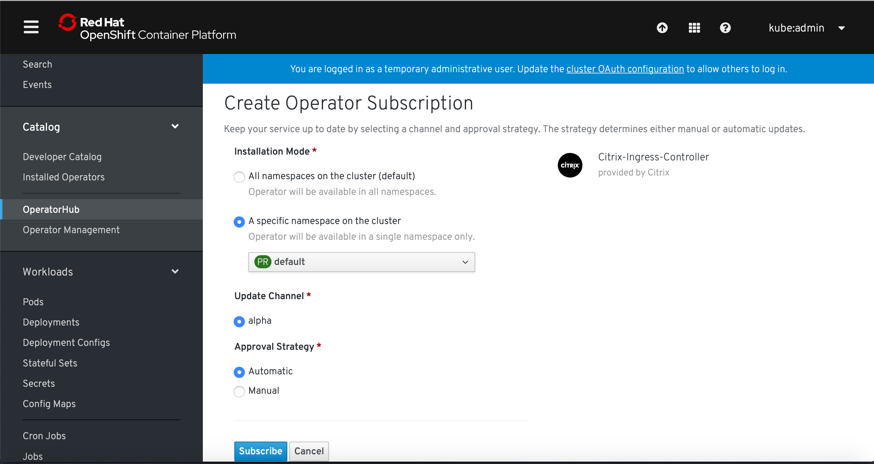 Red Hat
OpenShift Container Platform
kube:admin
Search
Events
Catalog
Developer Catalog
Installed Operators
OperatorHub
Operator Management
Workloads
Pods
Deployments
Deployment Configs
Stateful Sets
Secrets
Config Maps
Cron Jobs
Jobs
You are logged in as a temporary administrative user. Update the cluster OAuth configuration to allow others to log in.
Create Operator Subscription
Keep your service up to date by selecting a channel and approval strategy. The strategy determines either manual or automatic updates.
Installation Mode *
All namespaces on the cluster (default)
Operator will be available in all namespaces.
A specific namespace on the cluster
Operator will be available in a single namespace only.
PR default
Update Channel *
alpha
Approval Strategy *
Automatic
Manual
Subscribe Cancel
citrix
Citrix-Ingress-Controller
provided by Citrix